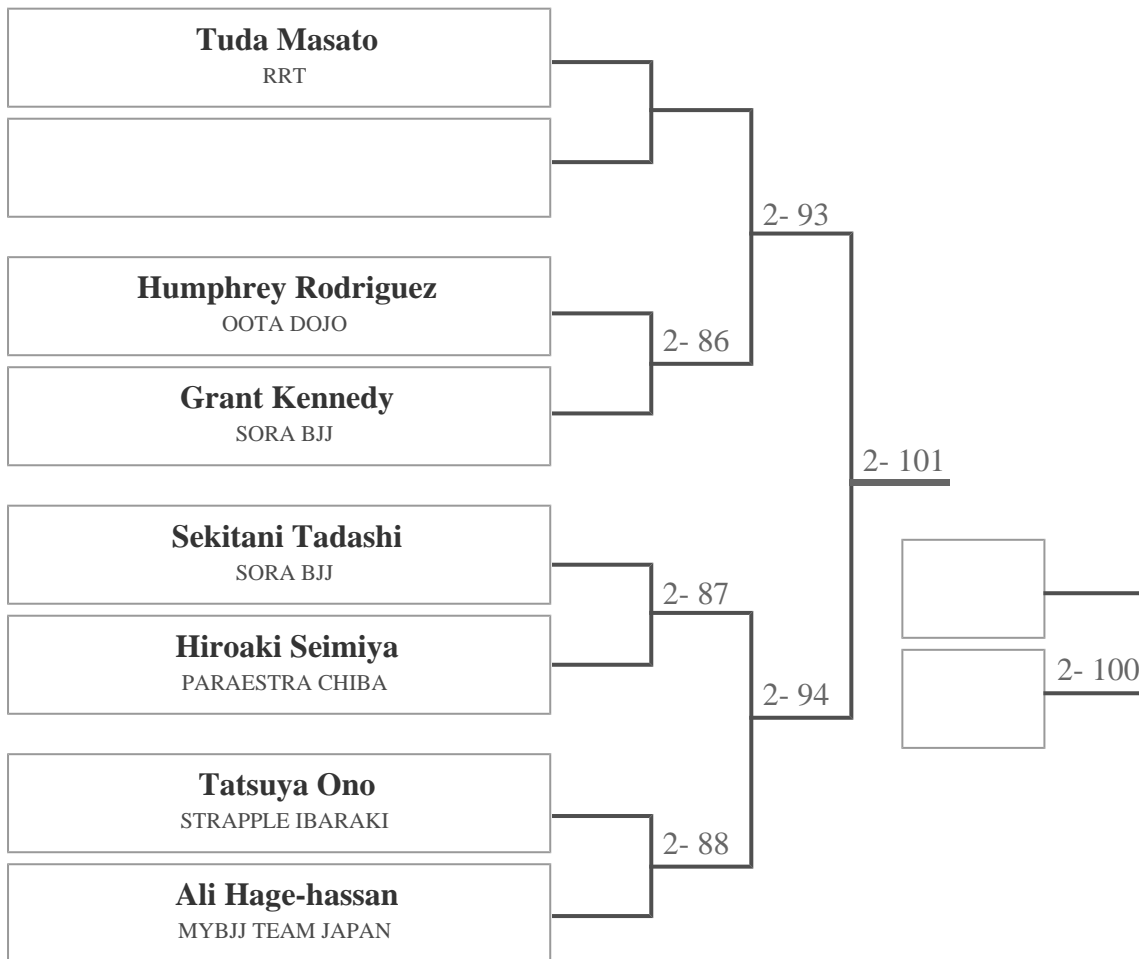 Tuda Masato
RRT
2- 93
Humphrey Rodriguez
OOTA DOJO
2- 86
Grant Kennedy
SORA BJJ
2- 101
Sekitani Tadashi
SORA BJJ
2- 87
Hiroaki Seimiya
PARAESTRA CHIBA
2- 100
2- 94
Tatsuya Ono
STRAPPLE IBARAKI
2- 88
Ali Hage-hassan
MYBJJ TEAM JAPAN